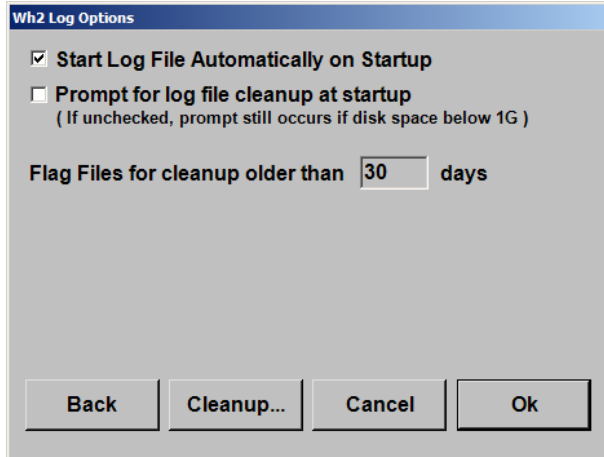 Wh2 Log Options
Start Log File Automatically on Startup
Prompt for log file cleanup at startup
( If unchecked, prompt still occurs if disk space below 1G )
Flag Files for cleanup older than 30 days
Back Cleanup... Cancel Ok